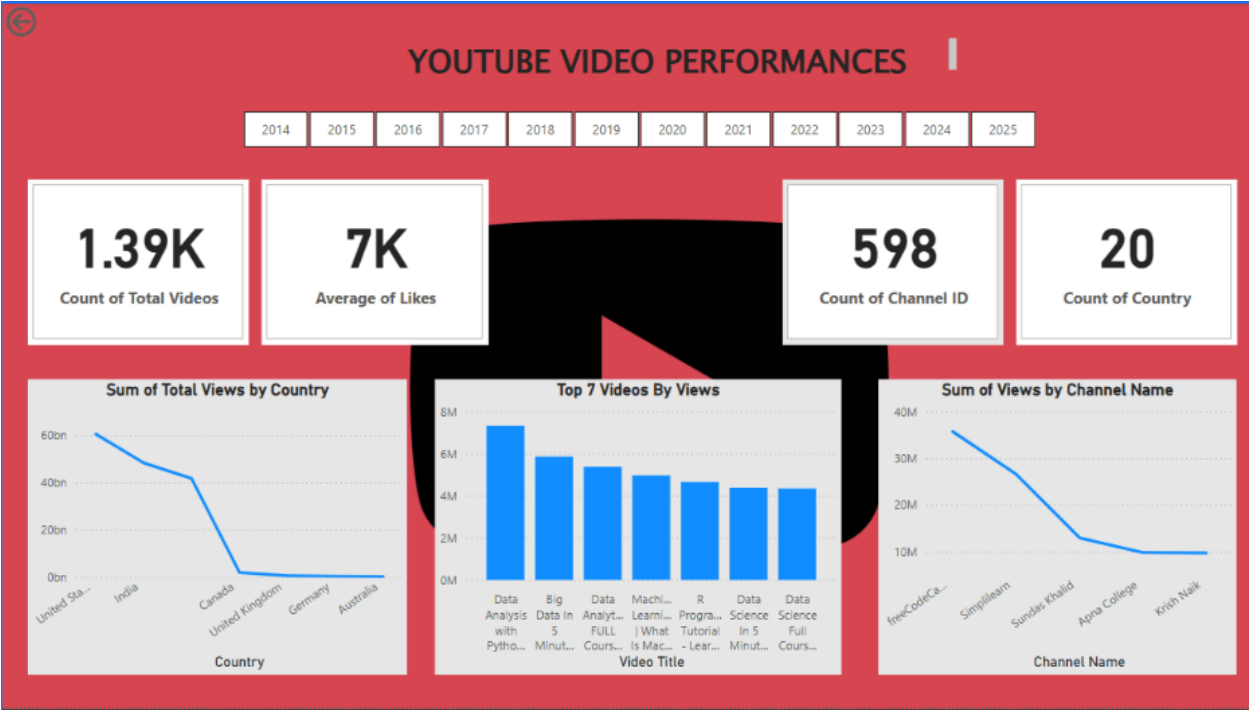 YOUTUBE VIDEO PERFORMANCES
2014 2015 2016 2017 2018 2019 2020 2021 2022 2023 2024 2025
1.39K
Count of Total Videos
7K
Average of Likes
598
Count of Channel ID
20
Count of Country
Sum of Total Views by Country
60bn
40bn
20bn
0bn
United Sta...
India
Canada
United Kingdom
Germany
Australia
Country
Top 7 Videos By Views
8M
6M
4M
2M
0M
Data
Analysis
with
Pytho...
Big
Data In
5
Minut...
Data
Analyt...
FULL
Cours...
Machi...
Learni...
| What
Is Mac...
R
Progra...
Tutorial
- Lear...
Data
Science
In 5
Minut...
Data
Science
Full
Cours...
Video Title
Sum of Views by Channel Name
40M
30M
20M
10M
freeCodeCa...
Simplilearn
Sundas Khalid
Apna College
Krish Naik
Channel Name